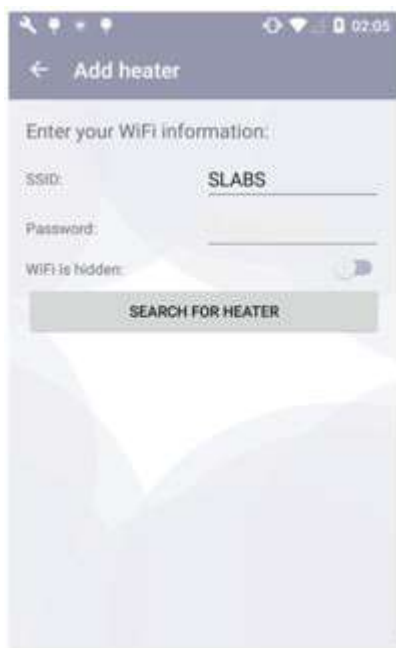 02:05
Add heater
Enter your WiFi information:
SSID: SLABS
Password:
WiFi is hidden:
SEARCH FOR HEATER